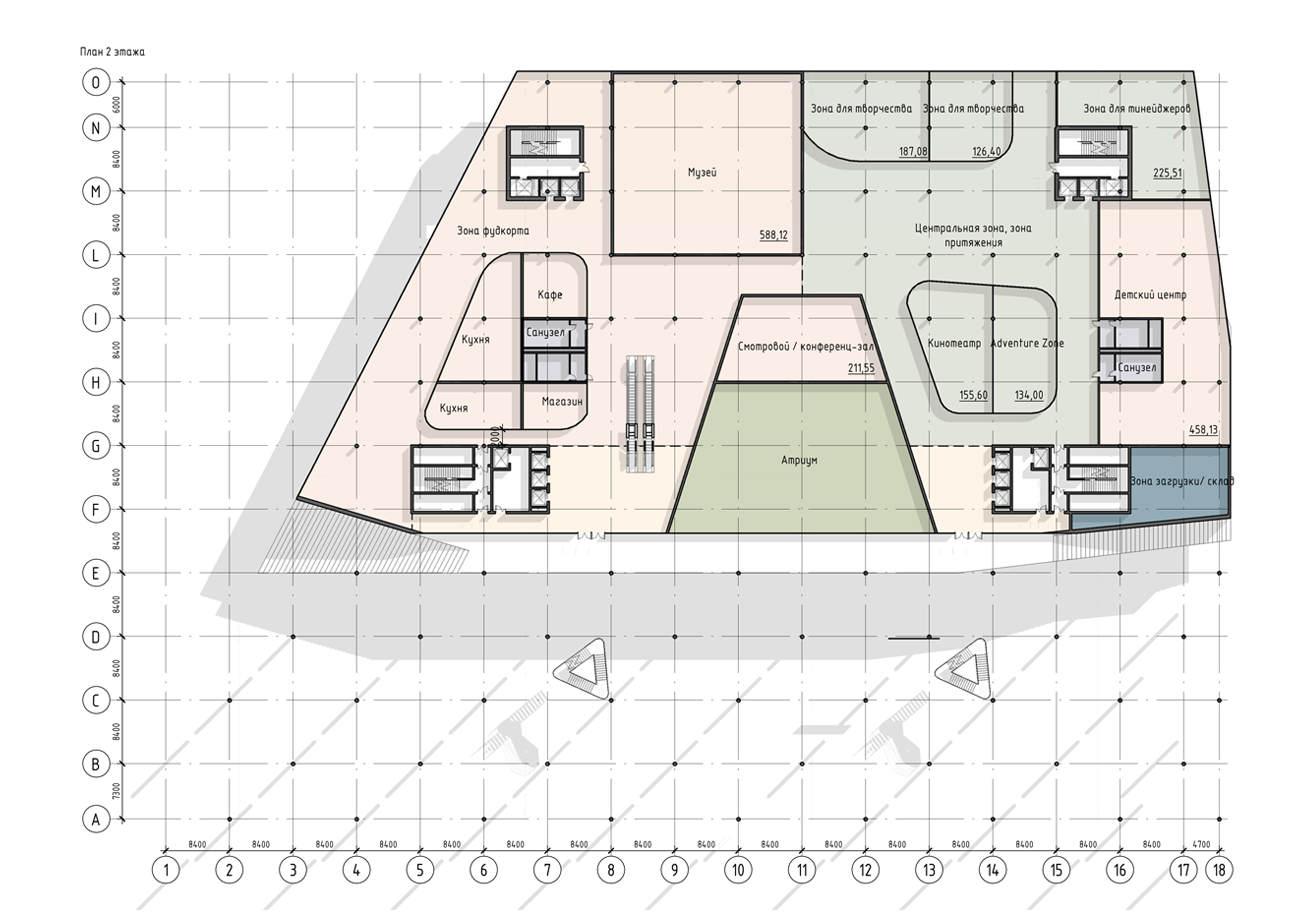 План 2 этажа
O
6000
N
8400
M
8400
L
8400
I
8400
H
8400
G
8400
F
8400
E
8400
D
8400
C
8400
B
7300
A
Зона для творчества
187,08
Зона для творчества
126,40
Зона для тинейджеров
225,51
Музей
588,12
Зона фудкорта
Центральная зона, зона
притяжения
Кафе
Санузел
Кухня
Кухня
Магазин
2000
Смотровой / конференц-зал
211,55
Кинотеатр
155,60
Adventure Zone
134,00
Детский центр
Санузел
458,13
Атриум
Зона загрузки/ склад
8400 8400 8400 8400 8400 8400 8400 8400 8400 8400 8400 8400 8400 8400 8400 8400 4700
1 2 3 4 5 6 7 8 9 10 11 12 13 14 15 16 17 18